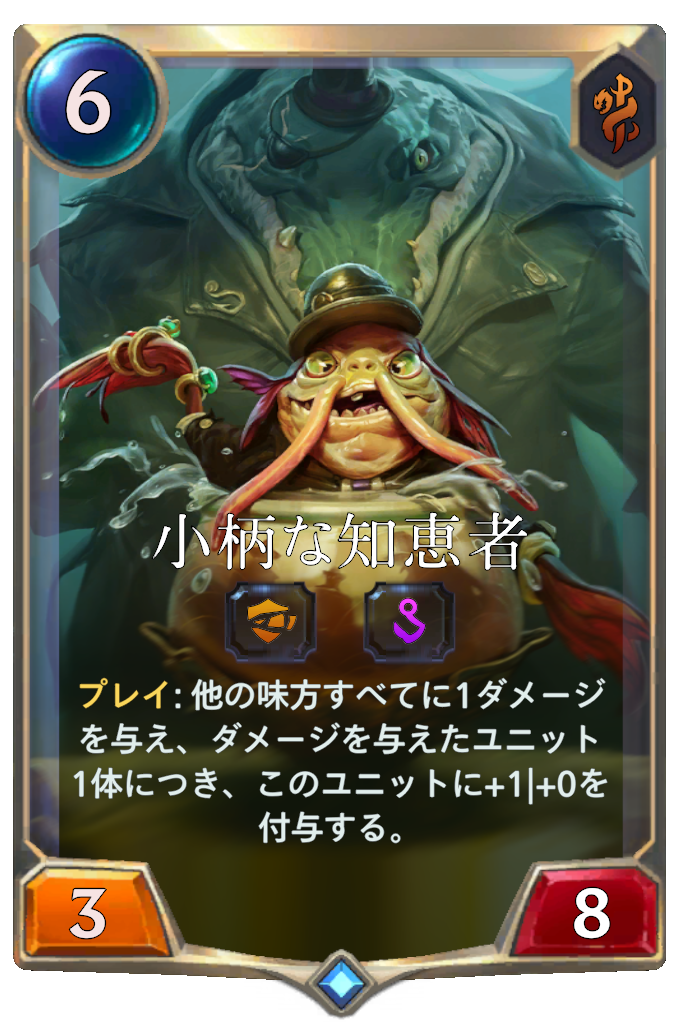 6
小柄な知恵者
プレイ: 他の味方すべてに1ダメージ
を与え、ダメージを与えたユニット
1体につき、このユニットに+1|+0を
付与する。
3
8